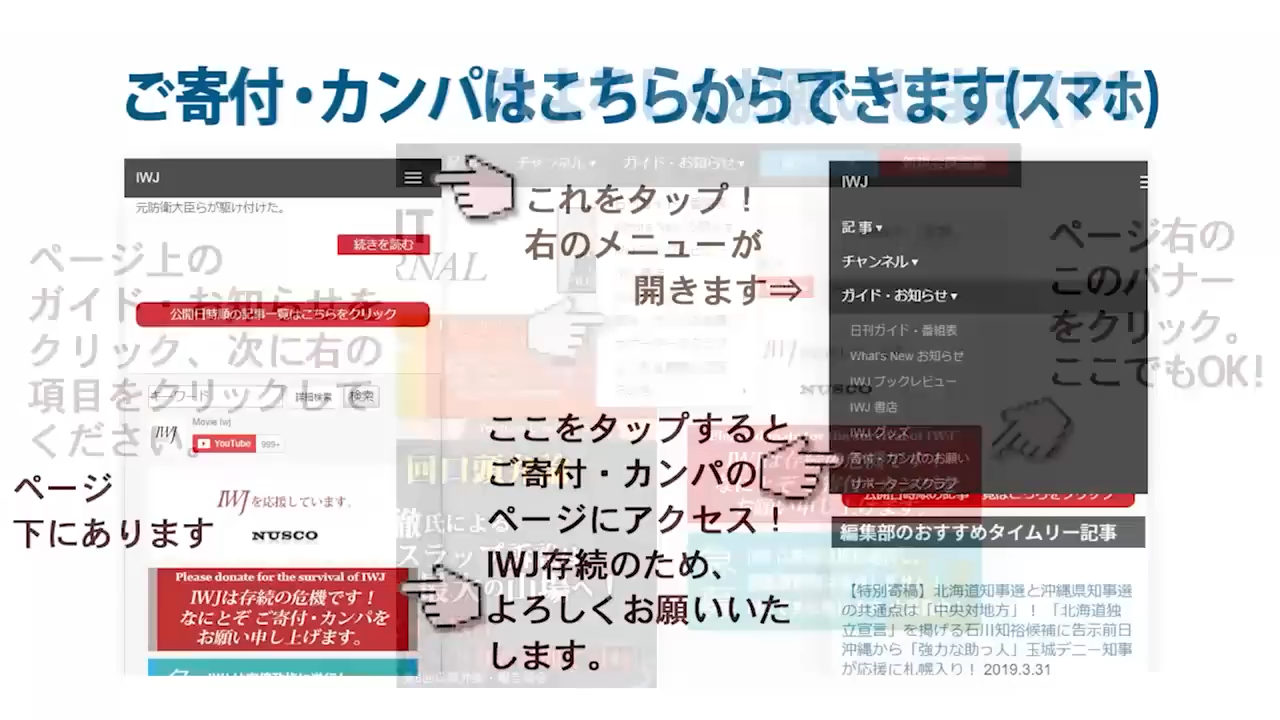 ご寄付・カンパはこちらからできます(スマホ)
IWJ
元防衛大臣らが駆け付けた。
続きを読む
公開日時順の記事一覧はこちらをクリック
キーワード
詳細検索
検索
Movie Iwj
YouTube 999+
IWJを応援しています。
NUSCO
Please donate for the survival of IWJ
IWJは存続の危機です！
なにとぞ ご寄付・カンパを
お願い申し上げます。
ページ
下にあります
ページ上の
ガイド・お知らせを
クリック、次に右の
項目をクリックして
ください。
チャンネル▾
ガイド・お知らせ▾
これをタップ！
右のメニューが
開きます⇒
ここをタップすると
ご寄付・カンパの
ページにアクセス！
IWJ存続のため、
よろしくお願いいた
します。
IWJ
記事▾
チャンネル▾
ガイド・お知らせ▾
日刊ガイド・番組表
What's New お知らせ
IWJ ブックレビュー
IWJ 書店
IWJ グッズ
寄付・カンパのお願い
サポーターズクラブ
編集部のおすすめタイムリー記事
【特別寄稿】北海道知事選と沖縄県知事選
の共通点は「中央対地方」！「北海道独
立宣言」を掲げる石川知裕候補に告示前日
沖縄から「強力な助っ人」玉城デニー知事
が応援に札幌入り！ 2019.3.31
ページ右の
このバナー
をクリック。
ここでもOK!